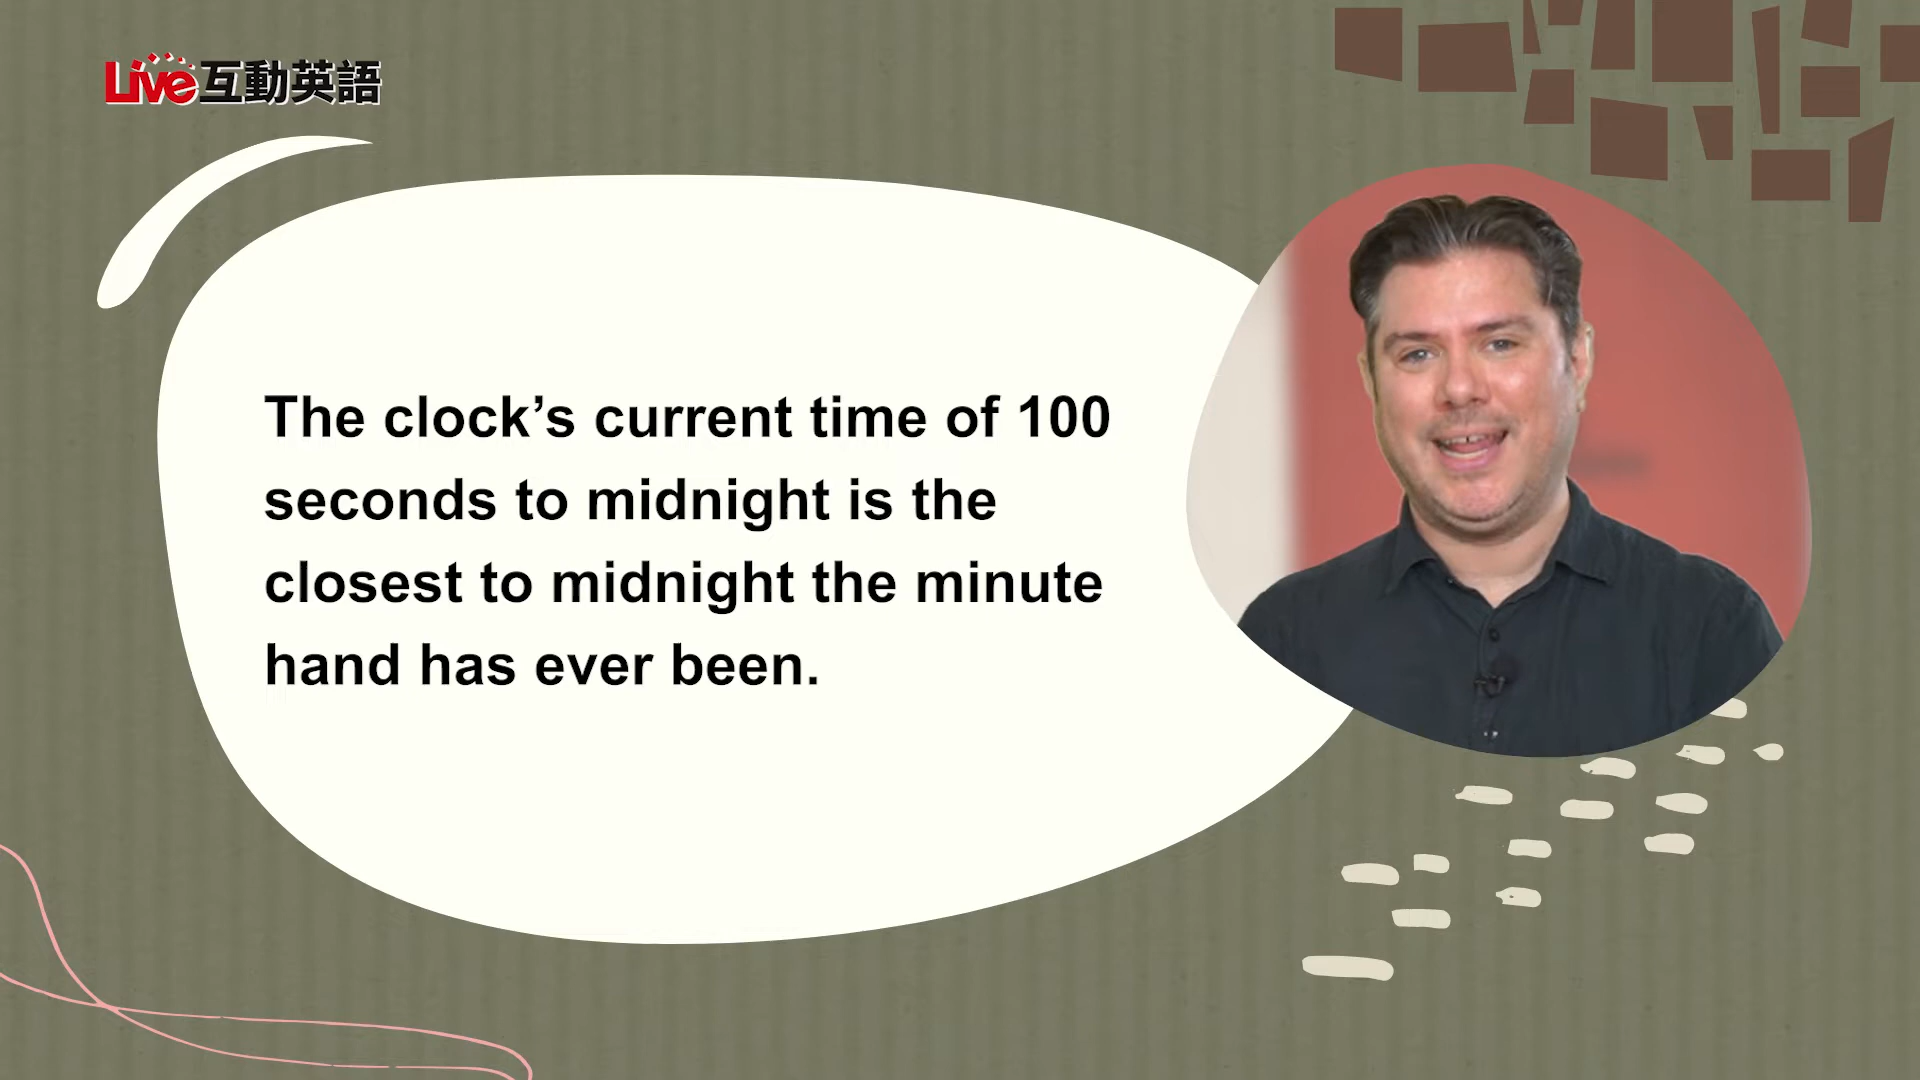 Live互動英語
The clock’s current time of 100
seconds to midnight is the
closest to midnight the minute
hand has ever been.